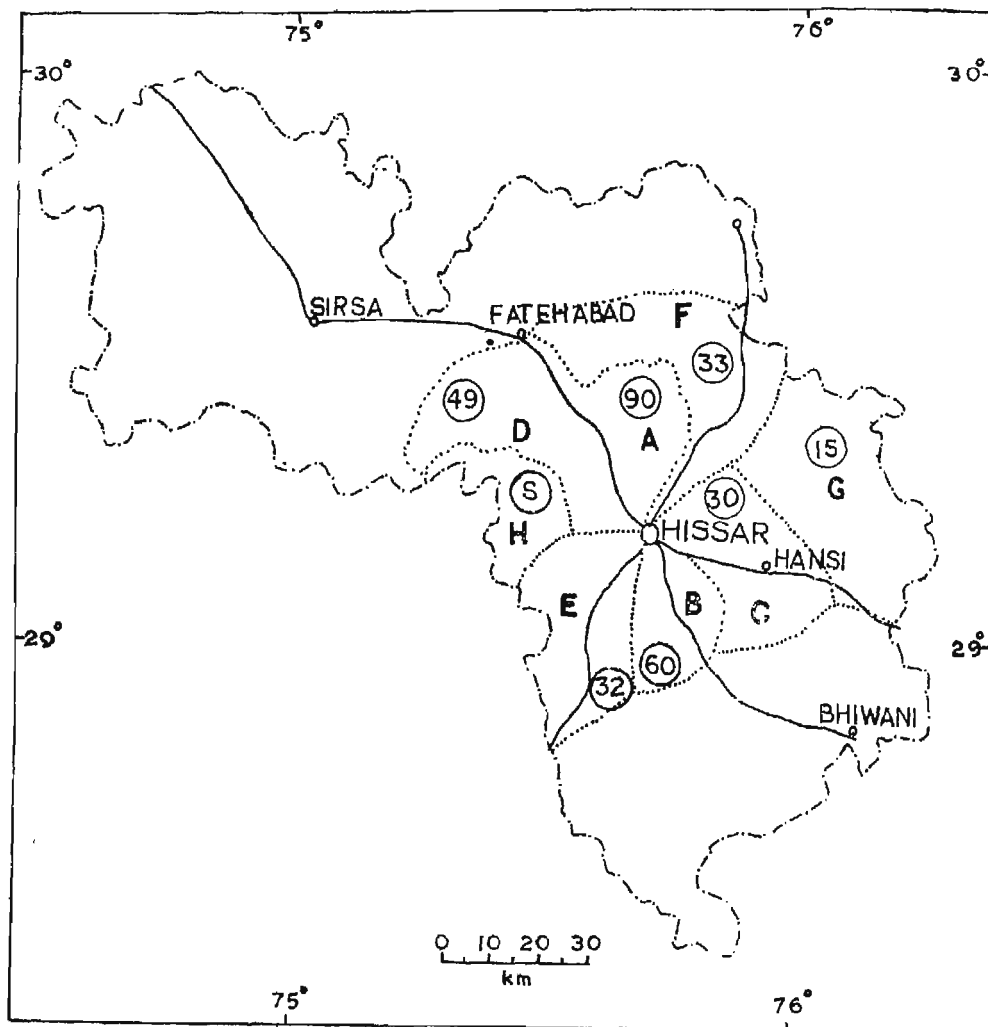 75° 76°
30° 30°
SIRSA
FATEHABAD
F
33
49
90
D
A
15
G
S
30
H
HISSAR
HANSI
E
B
C
29° 29°
60
32
BHIWANI
0 10 20 30
km
75° 76°